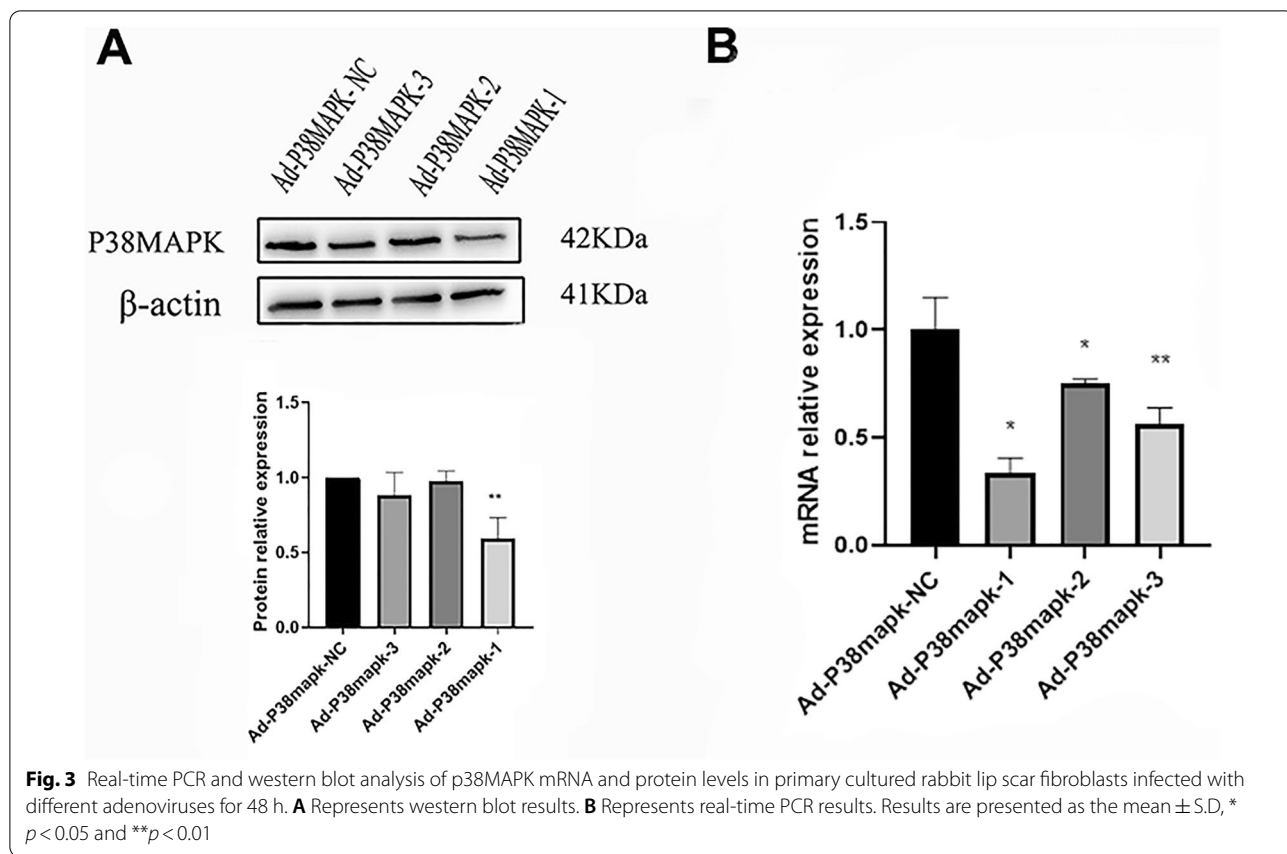 A
Ad-P38MAPK-NC
Ad-P38MAPK-3
Ad-P38MAPK-2
Ad-P38MAPK-1
P38MAPK
42KDa
β-actin
41KDa
Protein relative expression
1.5
1.0
0.5
0.0
**
Ad-P38mapk-NC
Ad-P38mapk-3
Ad-P38mapk-2
Ad-P38mapk-1
B
mRNA relative expression
1.5
1.0
0.5
0.0
*
*
**
Ad-P38mapk-NC
Ad-P38mapk-1
Ad-P38mapk-2
Ad-P38mapk-3
Fig. 3 Real-time PCR and western blot analysis of p38MAPK mRNA and protein levels in primary cultured rabbit lip scar fibroblasts infected with
different adenoviruses for 48 h. A Represents western blot results. B Represents real-time PCR results. Results are presented as the mean ± S.D, *
p < 0.05 and **p < 0.01